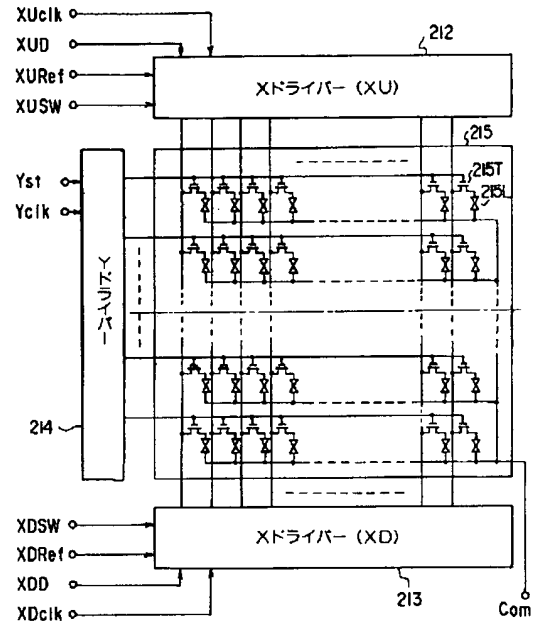 XUclk
XUD
XURef
XUSW
212
Xドライバー (XU)
215
215T
215L
Yst
Yclk
Yドライバー
214
XDSW
XDRef
XDD
XDclk
Xドライバー (XD)
213
Com